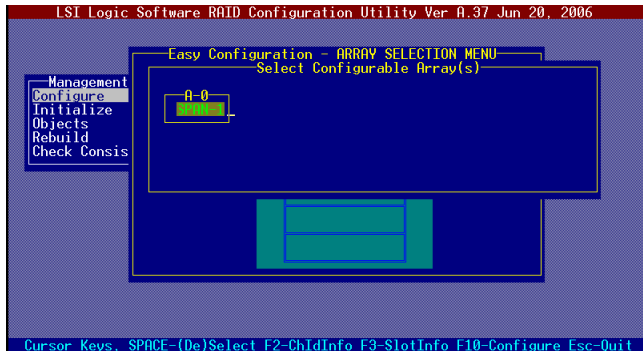 LSI Logic Software RAID Configuration Utility Ver A.37 Jun 20, 2006
Easy Configuration - ARRAY SELECTION MENU
Select Configurable Array(s)
Management
Configure
Initialize
Objects
Rebuild
Check Consis
A-0
SPAN-1
Cursor Keys, SPACE-(De)Select F2-ChIdInfo F3-SlotInfo F10-Configure Esc-Quit